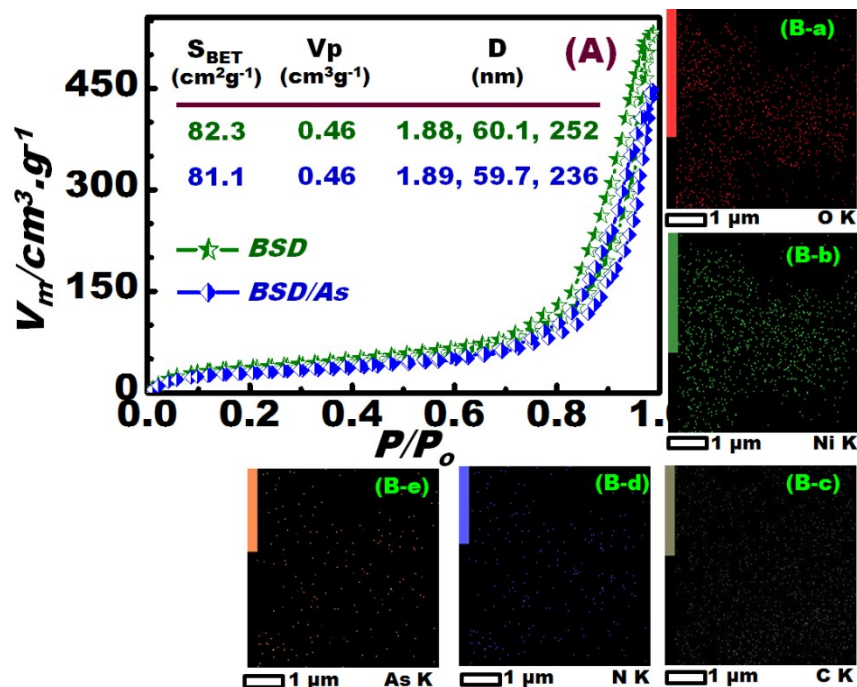 (A)
S_BET Vp D
(cm²g⁻¹) (cm³g⁻¹) (nm)
82.3 0.46 1.88, 60.1, 252
81.1 0.46 1.89, 59.7, 236
BSD
BSD/As
V_m/cm³.g⁻¹
450
300
150
0
0.0 0.2 0.4 0.6 0.8 1.
P/P_o
(B-a)
1 µm O K
(B-b)
1 µm Ni K
(B-e)
1 µm As K
(B-d)
1 µm N K
(B-c)
1 µm C K